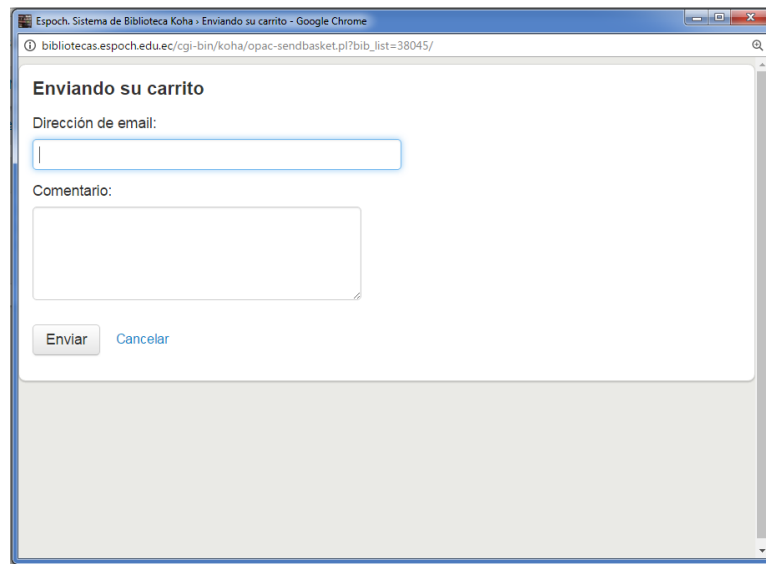 Espoch. Sistema de Biblioteca Koha › Enviando su carrito - Google Chrome
bibliotecas.espoch.edu.ec/cgi-bin/koha/opac-sendbasket.pl?bib_list=38045/
Enviando su carrito
Dirección de email:
Comentario:
Enviar Cancelar